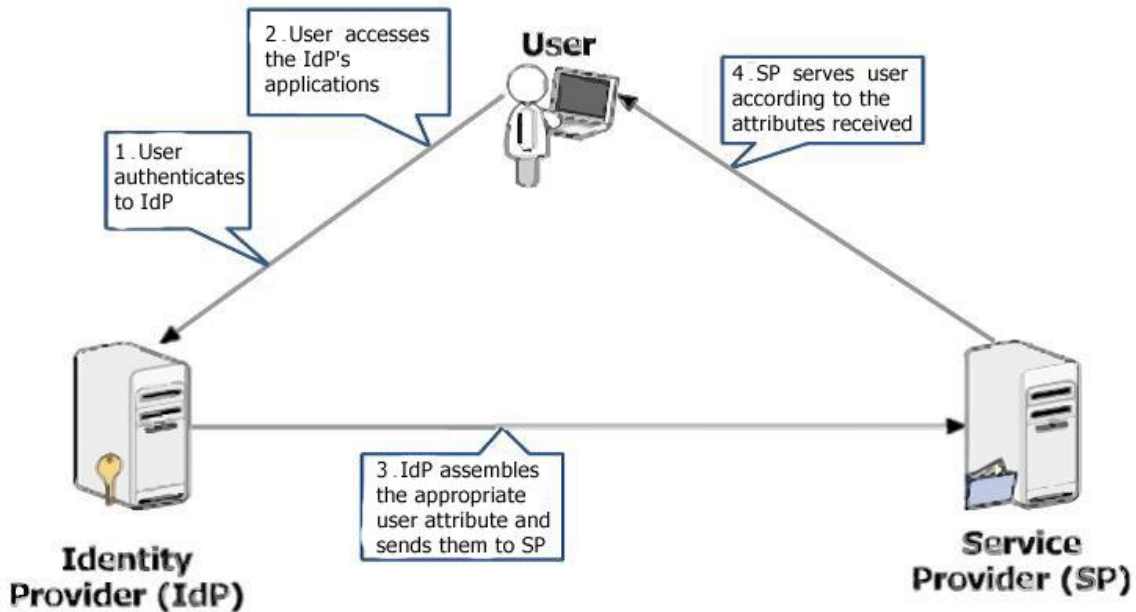 2.User accesses
the IdP's
applications
User
4.SP serves user
according to the
attributes received
1.User
authenticates
to IdP
3.IdP assembles
the appropriate
user attribute and
sends them to SP
Identity
Provider (IdP)
Service
Provider (SP)